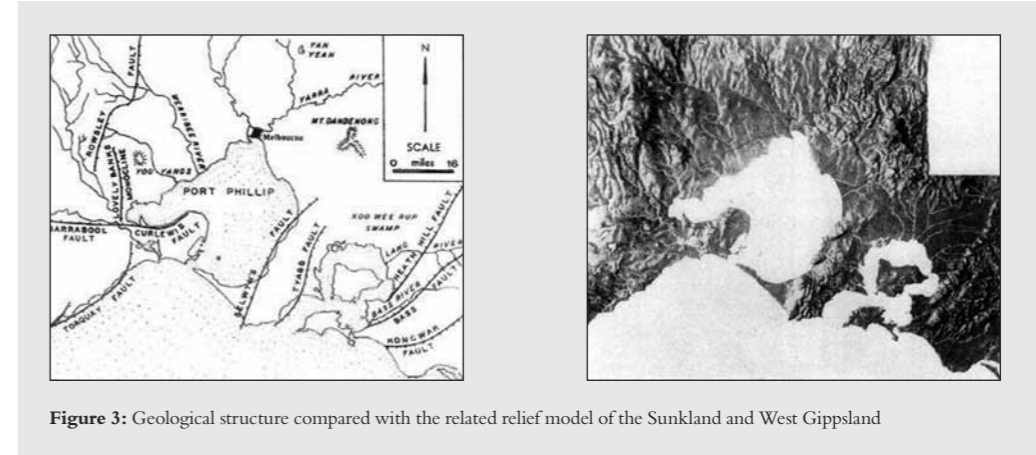 YAN
YEAN
YARRA
RIVER
MT. DANDENONG
Melbourne
N
SCALE
0 miles 16
ROWSLEY
FAULT
WERRIBEE RIVER
LOVELY BANKS
MONOCLINE
YOU YANGS
PORT PHILLIP
BARRABOOL
FAULT
CURLEWIS FAULT
TORQUAY FAULT
SELWYN'S FAULT
TYABB FAULT
KOO WEE RUP
SWAMP
LANG RIVER
HEATH HILL FAULT
BASS RIVER
BASS FAULT
KONGWAK
FAULT
Figure 3: Geological structure compared with the related relief model of the Sunkland and West Gippsland